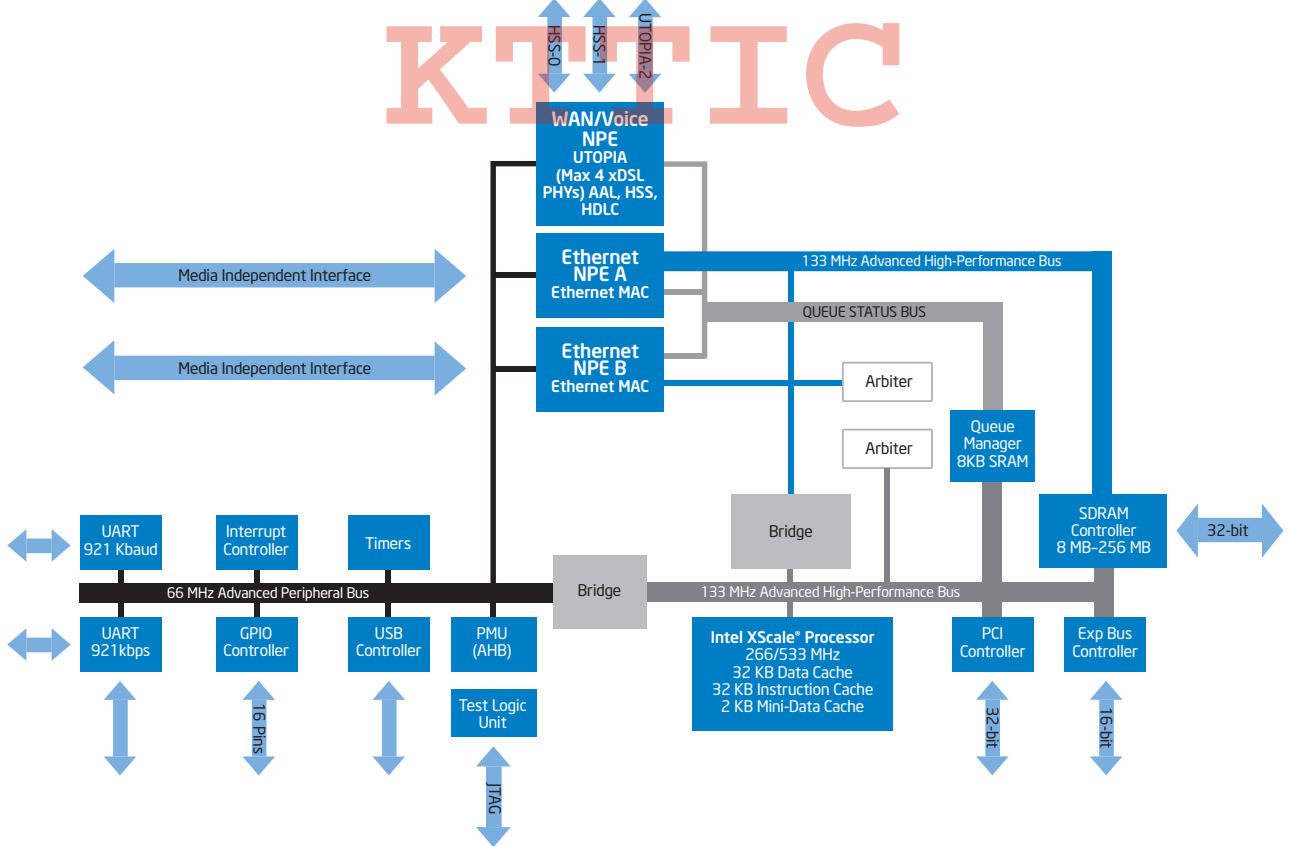 KTTIC
HSS-0
HSS-1
UTOPIA-2
WAN/Voice
NPE
UTOPIA
(Max 4 xDSL
PHYs) AAL, HSS,
HDLC
Media Independent Interface
Ethernet
NPE A
Ethernet MAC
133 MHz Advanced High-Performance Bus
QUEUE STATUS BUS
Media Independent Interface
Ethernet
NPE B
Ethernet MAC
Arbiter
Arbiter
Queue
Manager
8KB SRAM
UART
921 Kbaud
Interrupt
Controller
Timers
Bridge
SDRAM
Controller
8 MB–256 MB
32-bit
66 MHz Advanced Peripheral Bus
Bridge
133 MHz Advanced High-Performance Bus
UART
921kbps
GPIO
Controller
USB
Controller
PMU
(AHB)
Intel XScale® Processor
266/533 MHz
32 KB Data Cache
32 KB Instruction Cache
2 KB Mini-Data Cache
PCI
Controller
Exp Bus
Controller
16 Pins
Test Logic
Unit
32-bit
16-bit
JTAG